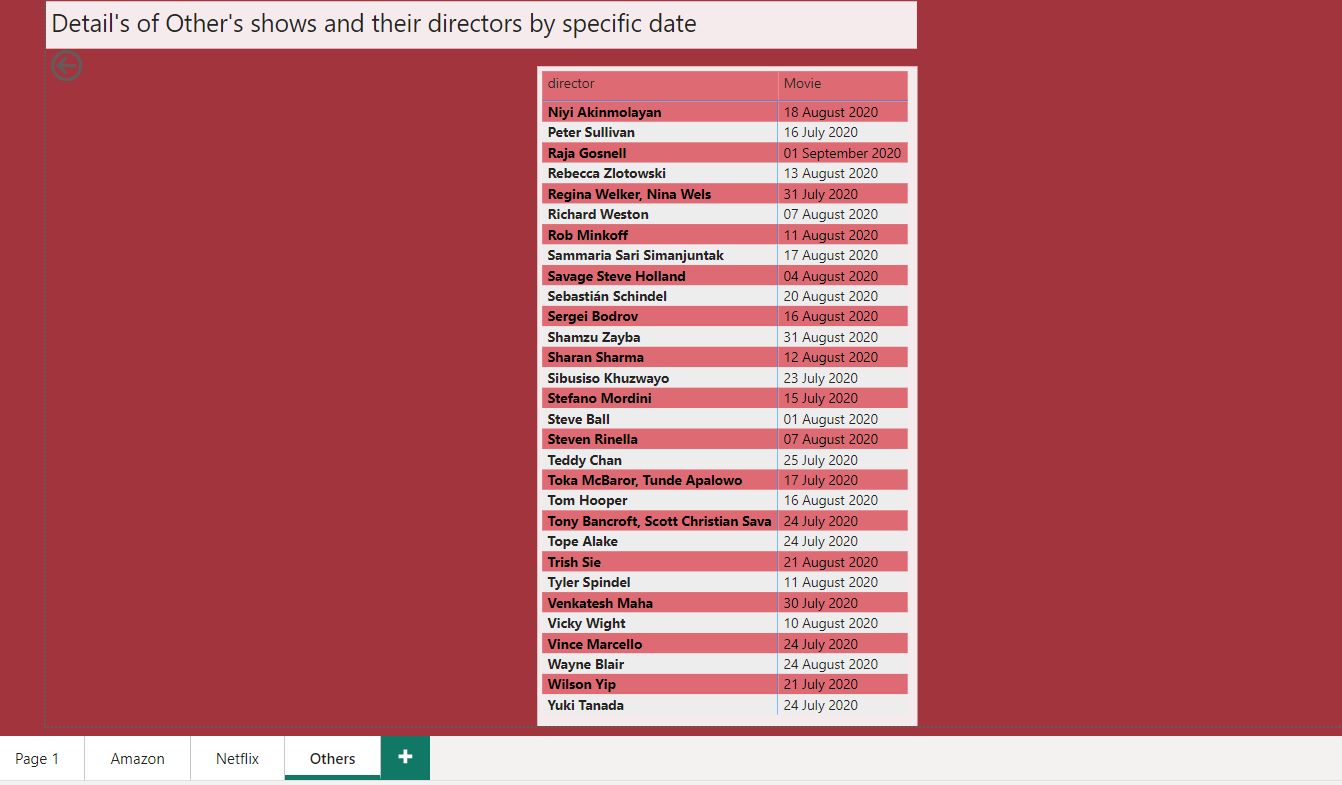 Detail's of Other's shows and their directors by specific date
director Movie
Niyi Akinmolayan 18 August 2020
Peter Sullivan 16 July 2020
Raja Gosnell 01 September 2020
Rebecca Zlotowski 13 August 2020
Regina Welker, Nina Wels 31 July 2020
Richard Weston 07 August 2020
Rob Minkoff 11 August 2020
Sammaria Sari Simanjuntak 17 August 2020
Savage Steve Holland 04 August 2020
Sebastián Schindel 20 August 2020
Sergei Bodrov 16 August 2020
Shamzu Zayba 31 August 2020
Sharan Sharma 12 August 2020
Sibusiso Khuzwayo 23 July 2020
Stefano Mordini 15 July 2020
Steve Ball 01 August 2020
Steven Rinella 07 August 2020
Teddy Chan 25 July 2020
Toka McBaror, Tunde Apalowo 17 July 2020
Tom Hooper 16 August 2020
Tony Bancroft, Scott Christian Sava 24 July 2020
Tope Alake 24 July 2020
Trish Sie 21 August 2020
Tyler Spindel 11 August 2020
Venkatesh Maha 30 July 2020
Vicky Wight 10 August 2020
Vince Marcello 24 July 2020
Wayne Blair 24 August 2020
Wilson Yip 21 July 2020
Yuki Tanada 24 July 2020
Page 1 Amazon Netflix Others +